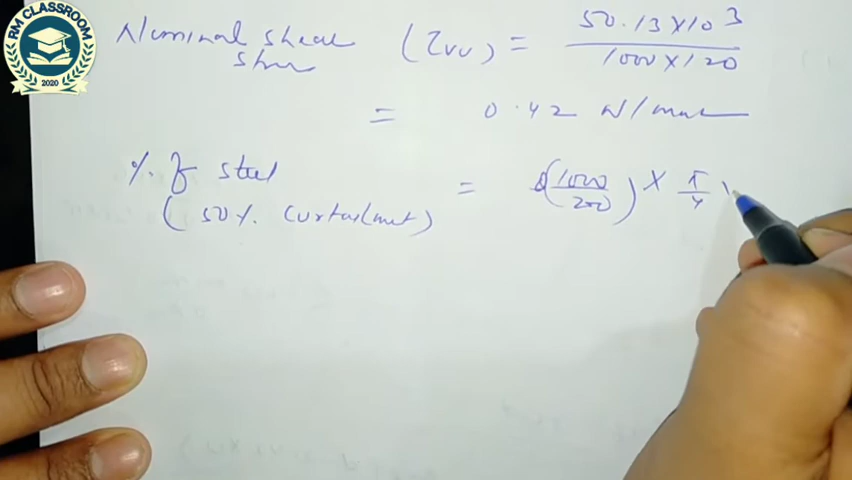 RM CLASSROOM
2020
Nominal shear (τvu) = 50.13 × 10 3
stress 1000 × 120
= 0.42 N/mm
% of steel = (1000/200) × π/4
( 50 %. curtailment )